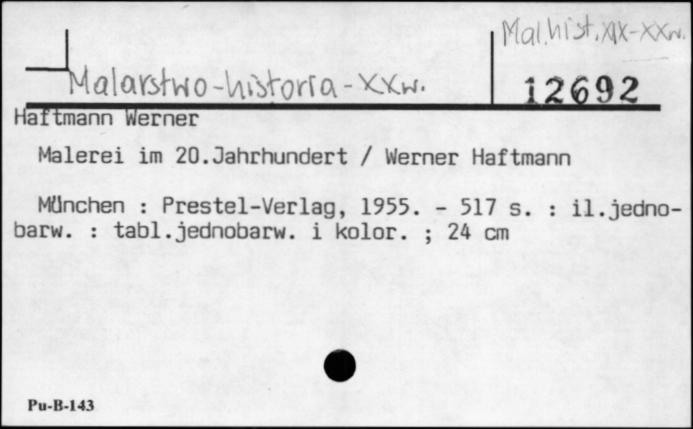 Mal.hist.XIX-XXw.
Malarstwo-historia-XXw.
12692
Haftmann Werner
Malerei im 20.Jahrhundert / Werner Haftmann
München : Prestel-Verlag, 1955. - 517 s. : il.jedno-
barw. : tabl.jednobarw. i kolor. ; 24 cm
Pu-B-143